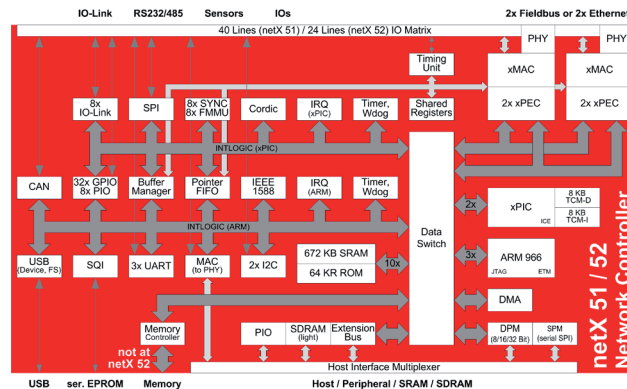 IO-Link RS232/485 Sensors IOs 2x Fieldbus or 2x Ethernet
40 Lines (netX 51) / 24 Lines (netX 52) IO Matrix
PHY PHY
Timing
Unit
xMAC xMAC
8x
IO-Link
SPI
8x SYNC
8x FMMU
Cordic
IRQ
(xPIC)
Timer,
Wdog
Shared
Registers
2x xPEC 2x xPEC
INTLOGIC (xPIC)
CAN
32x GPIO
8x PIO
Buffer
Manager
Pointer
FIFO
IEEE
1588
IRQ
(ARM)
Timer,
Wdog
Data
Switch
2x
xPIC
ICE
8 KB
TCM-D
8 KB
TCM-I
INTLOGIC (ARM)
USB
(Device, FS)
SQI
3x UART
MAC
(to PHY)
2x I2C
672 KB SRAM
64 KR ROM
10x
3x
ARM 966
JTAG ETM
DMA
Memory
Controller
PIO
SDRAM
(light)
Extension
Bus
DPM
(8/16/32 Bit)
SPM
(serial SPI)
not at
netX 52
Host Interface Multiplexer
netX 51 / 52
Network Controller
USB ser. EPROM Memory Host / Peripheral / SRAM / SDRAM